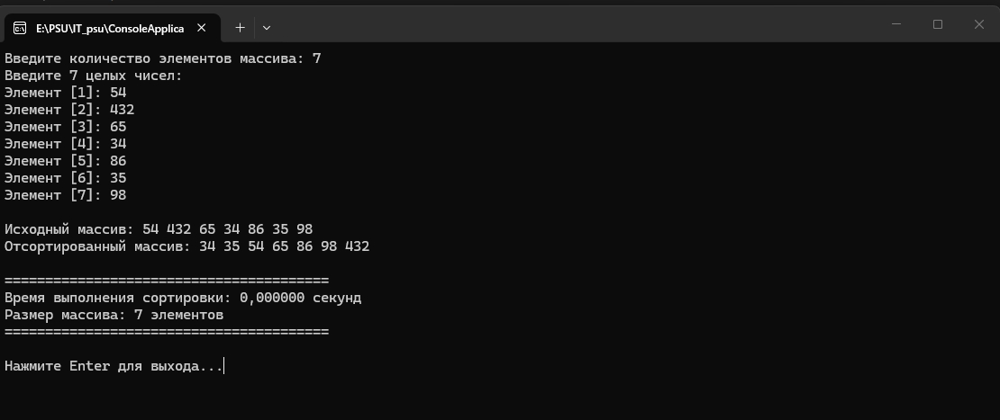 E:\PSU\IT_psu\ConsoleApplica
Введите количество элементов массива: 7
Введите 7 целых чисел:
Элемент [1]: 54
Элемент [2]: 432
Элемент [3]: 65
Элемент [4]: 34
Элемент [5]: 86
Элемент [6]: 35
Элемент [7]: 98
Исходный массив: 54 432 65 34 86 35 98
Отсортированный массив: 34 35 54 65 86 98 432
========================================
Время выполнения сортировки: 0,000000 секунд
Размер массива: 7 элементов
========================================
Нажмите Enter для выхода...